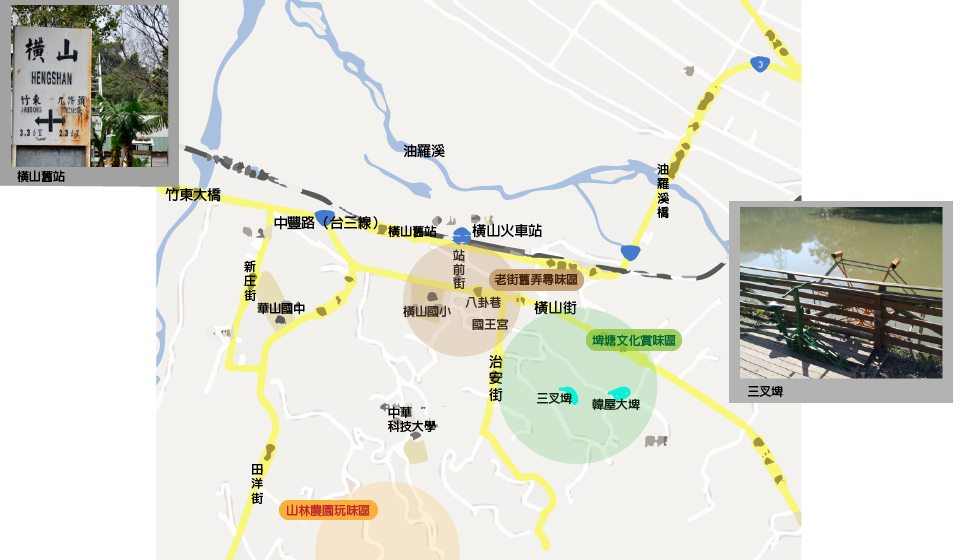 橫山
HENGSHAN
竹東
3.3公里 2.3公里
橫山舊站
竹東大橋
油羅溪
3
油羅溪橋
中豐路（台三線）
橫山舊站
橫山火車站
站前街
新庄街
老街舊弄尋味區
華山國中
橫山國小
八卦巷
橫山街
國王宮
埤塘文化賞味區
治安街
三叉埤
韓屋大埤
三叉埤
中華
科技大學
田洋街
山林農園玩味區